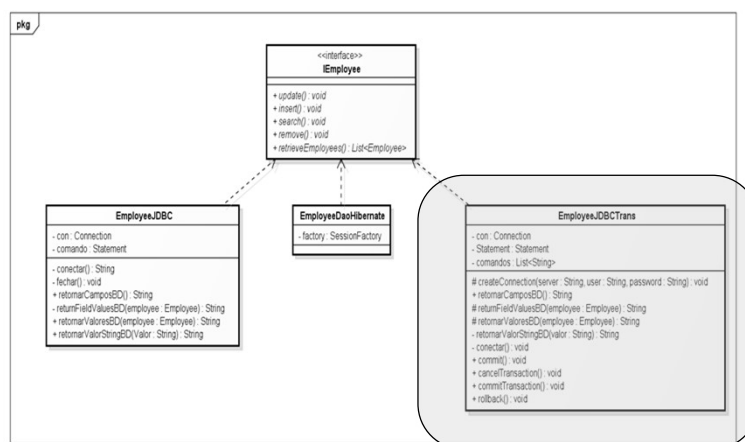 pkg
<<interface>>
IEmployee
+ update() : void
+ insert() : void
+ search() : void
+ remove() : void
+ retrieveEmployees() : List<Employee>
EmployeeJDBC
- con : Connection
- comando : Statement
- conectar() : String
- fechar() : void
+ retornarCamposBD() : String
- returnFieldValuesBD(employee : Employee) : String
+ retornarValoresBD(employee : Employee) : String
+ retornarValorStringBD(Valor : String) : String
EmployeeDaoHibernate
- factory : SessionFactory
EmployeeJDBCTrans
- con : Connection
- Statement : Statement
- comandos : List<String>
# createConnection(server : String, user : String, password : String) : void
+ retornarCamposBD() : String
# returnFieldValuesBD(employee : Employee) : String
# retornarValoresBD(employee : Employee) : String
- retornarValorStringBD(valor : String) : String
- conectar() : void
+ commit() : void
+ cancelTransaction() : void
+ commitTransaction() : void
+ rollback() : void